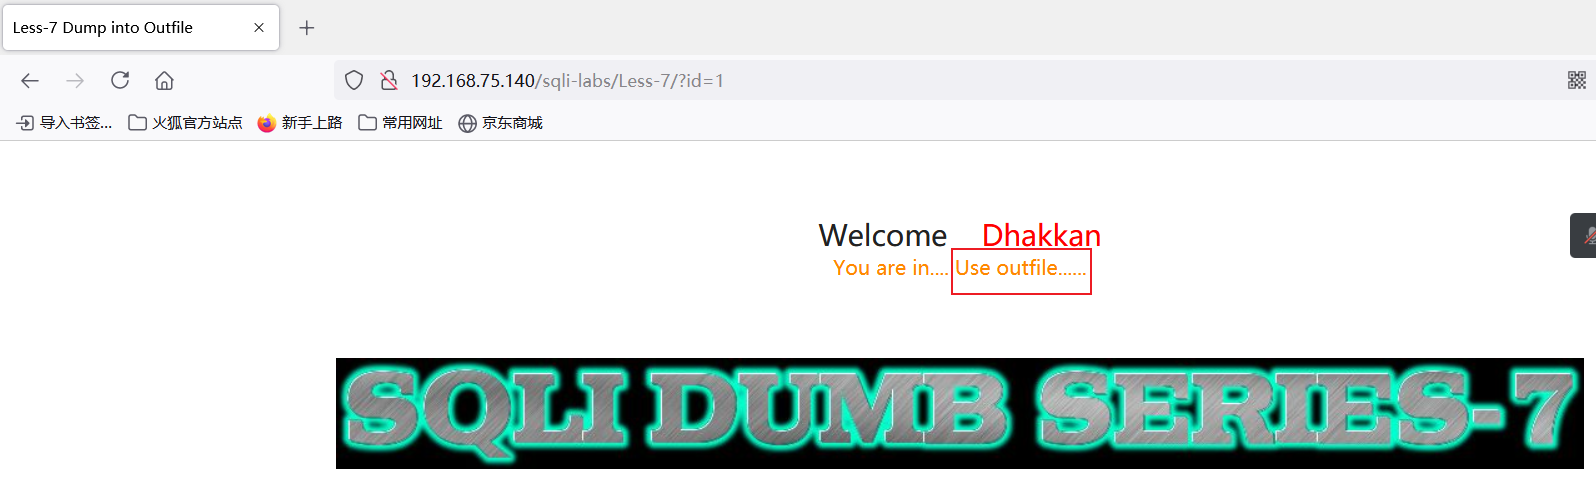 Less-7 Dump into Outfile
192.168.75.140/sqli-labs/Less-7/?id=1
导入书签... 火狐官方站点 新手上路 常用网址 京东商城
Welcome Dhakkan
You are in.... Use outfile......
SQLI DUMB SERIES-7